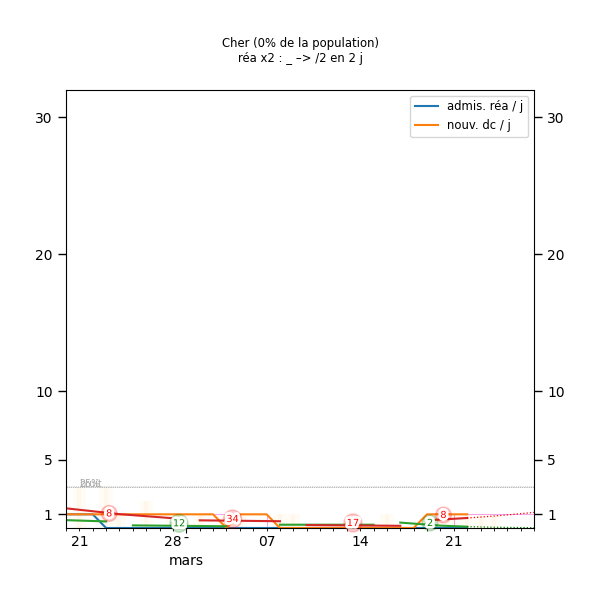 Cher (0% de la population)
réa x2 : _ –> /2 en 2 j
admis. réa / j
nouv. dc / j
30 30
20 20
10 10
5 5
1 1
8 12 34 17 2 8
21 28 - 07 14 21
mars